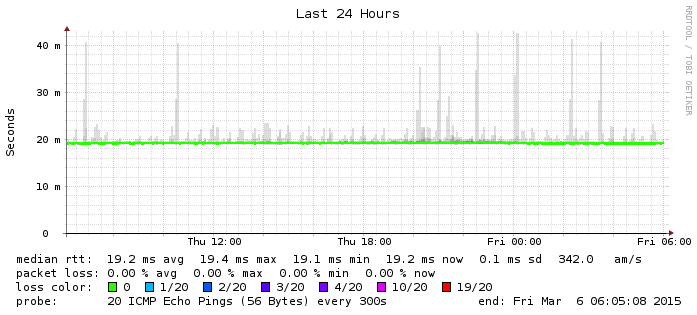 Last 24 Hours
RRDTOOL / TOBI OETIKER
Seconds
40 m
30 m
20 m
10 m
0
Thu 12:00 Thu 18:00 Fri 00:00 Fri 06:00
median rtt: 19.2 ms avg 19.4 ms max 19.1 ms min 19.2 ms now 0.1 ms sd 342.0 am/s
packet loss: 0.00 % avg 0.00 % max 0.00 % min 0.00 % now
loss color: 0 1/20 2/20 3/20 4/20 10/20 19/20
probe: 20 ICMP Echo Pings (56 Bytes) every 300s end: Fri Mar 6 06:05:08 2015